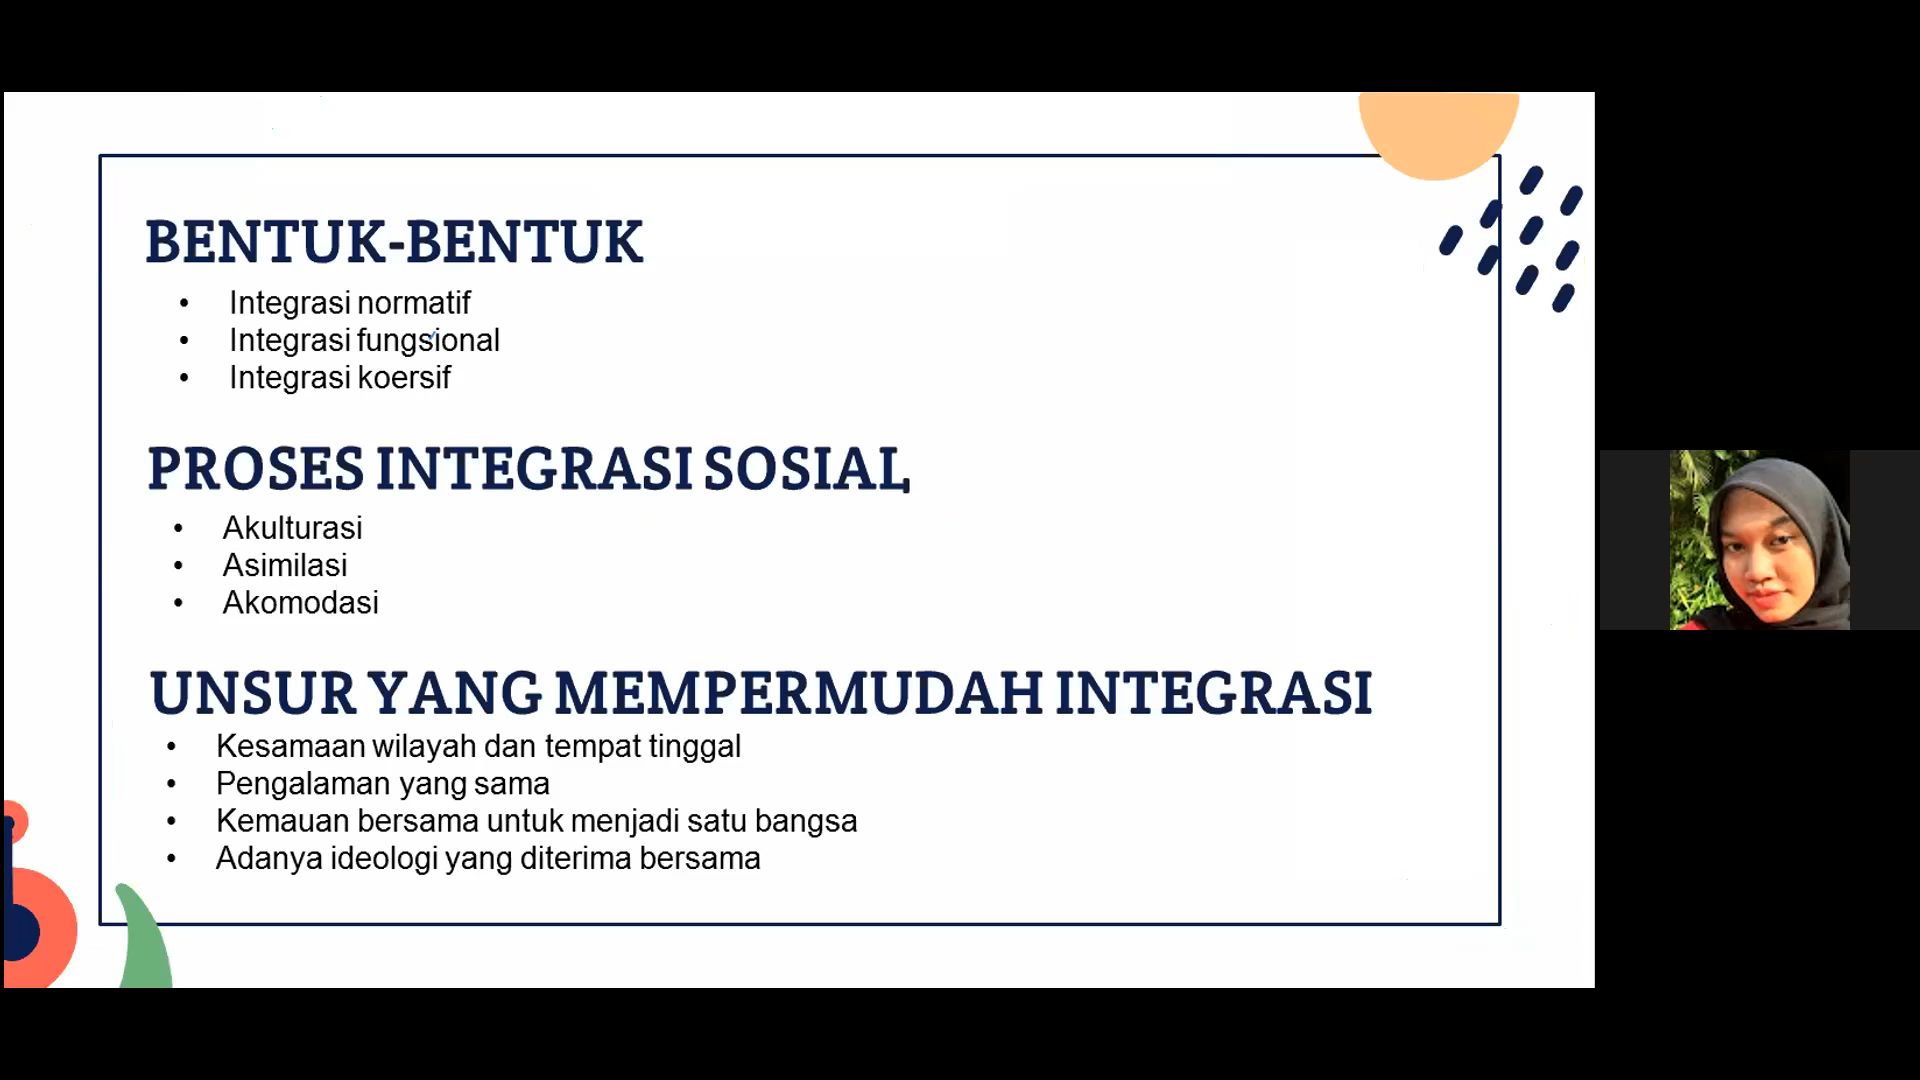 BENTUK-BENTUK
• Integrasi normatif
• Integrasi fungsional
• Integrasi koersif
PROSES INTEGRASI SOSIAL
• Akulturasi
• Asimilasi
• Akomodasi
UNSUR YANG MEMPERMUDAH INTEGRASI
• Kesamaan wilayah dan tempat tinggal
• Pengalaman yang sama
• Kemauan bersama untuk menjadi satu bangsa
• Adanya ideologi yang diterima bersama